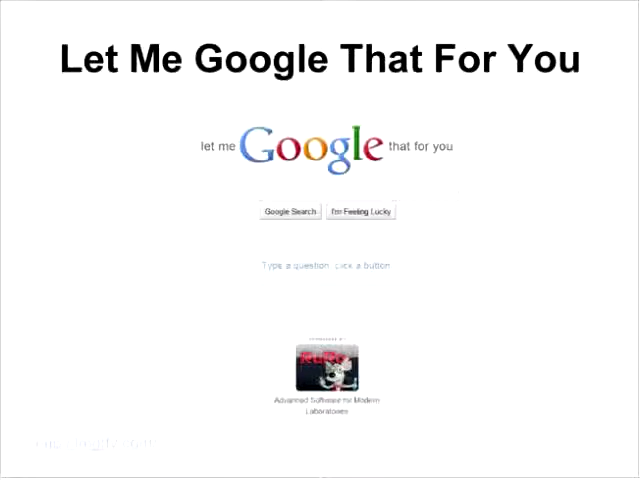 Let Me Google That For You
let me Google that for you
Google Search I'm Feeling Lucky
Type a question, click a button
RuRo
Advanced Software for Modern
Laboratories